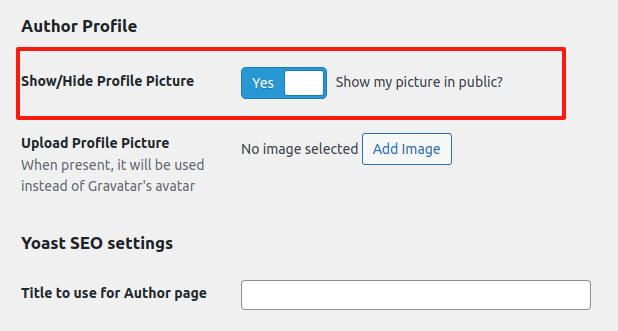 Author Profile
Show/Hide Profile Picture
Yes
Show my picture in public?
Upload Profile Picture
When present, it will be used
instead of Gravatar's avatar
No image selected
Add Image
Yoast SEO settings
Title to use for Author page